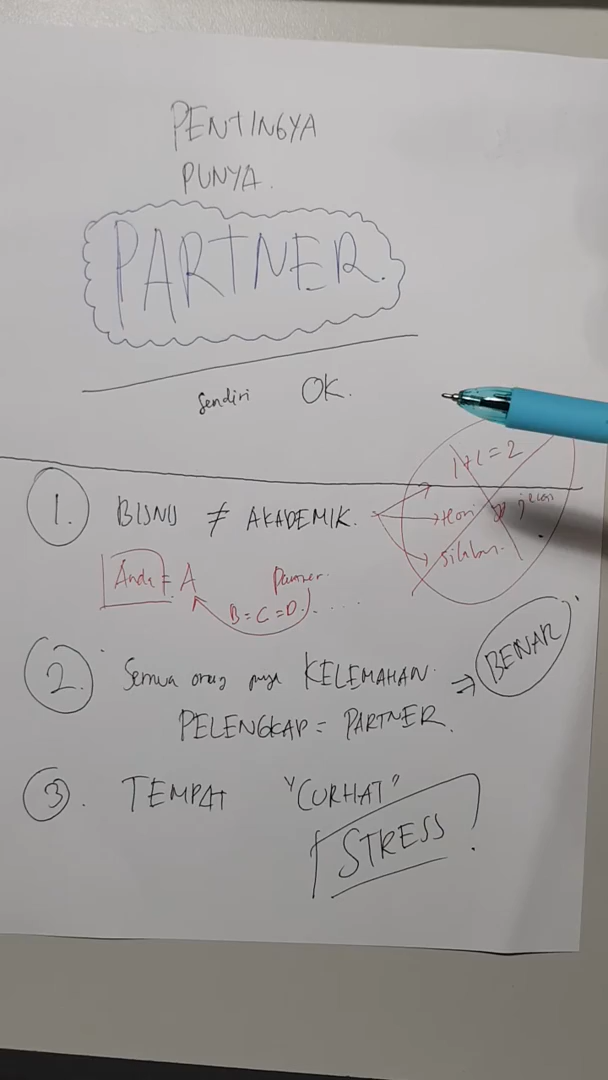 PENTINGYA
PUNYA.
PARTNER.
Sendiri OK.
1. BISNIS ≠ AKADEMIK.
1+1=2
teori
silabus.
Anda = A
Partner
B=C=D. . . . .
2. Semua orang punya KELEMAHAN. ⇒ BENAR
PELENGKAP = PARTNER.
3. TEMPAT "CURHAT"
STRESS